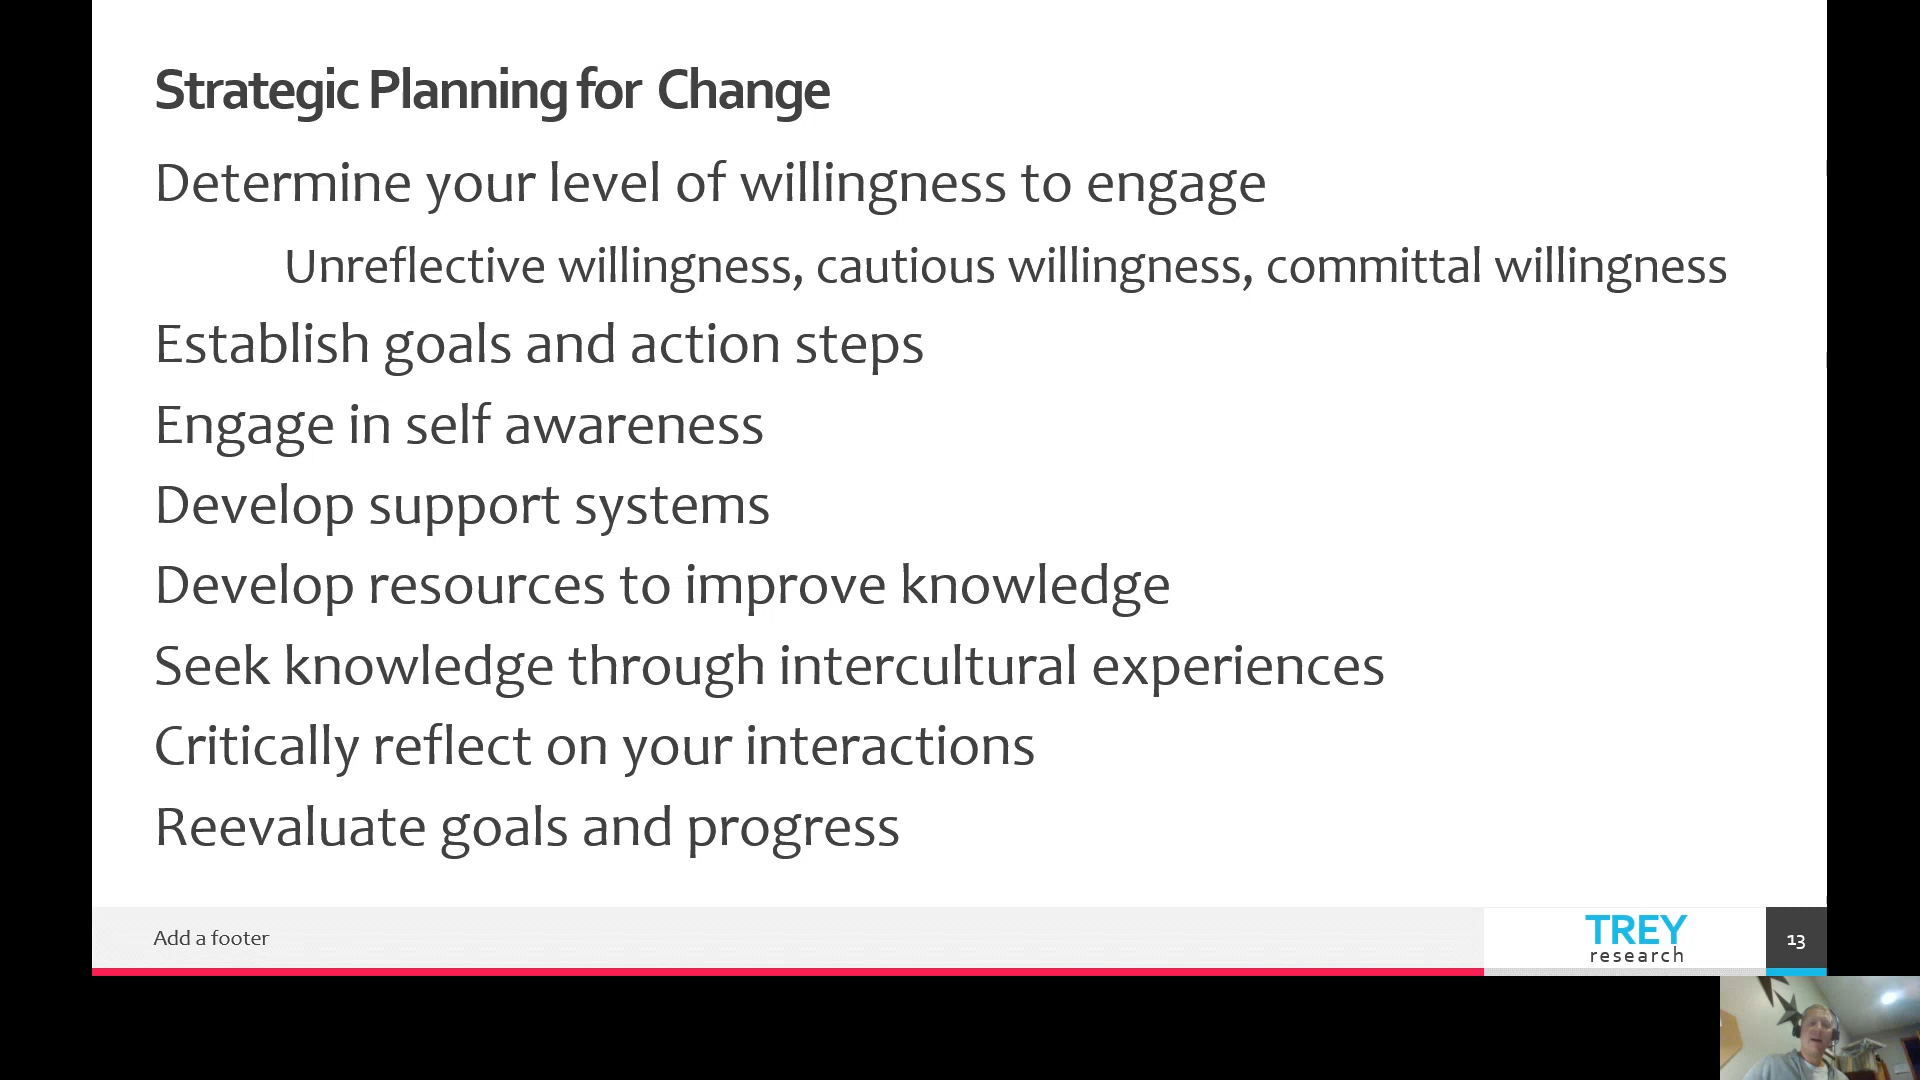 Strategic Planning for Change
Determine your level of willingness to engage
Unreflective willingness, cautious willingness, committal willingness
Establish goals and action steps
Engage in self awareness
Develop support systems
Develop resources to improve knowledge
Seek knowledge through intercultural experiences
Critically reflect on your interactions
Reevaluate goals and progress
Add a footer
TREY
research
13